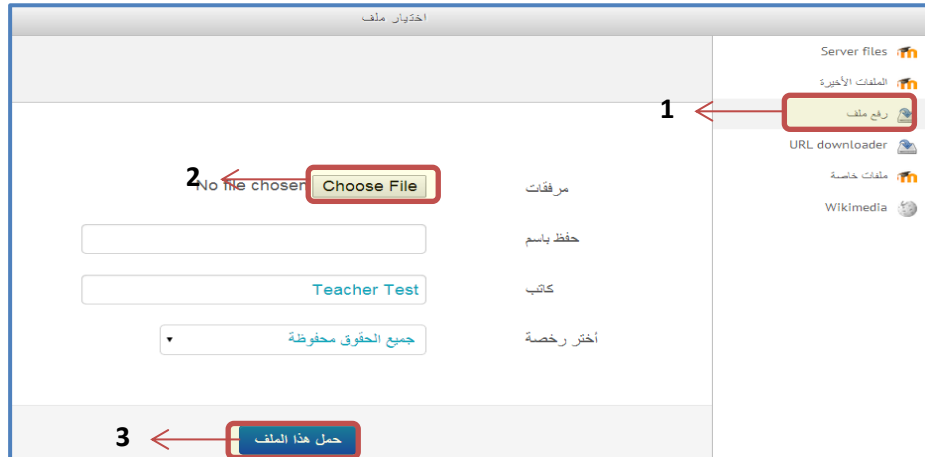 اختيار ملف
Server files
الملفات الأخيرة
1 رفع ملف
URL downloader
ملفات خاصة
Wikimedia
مرفقات Choose File No file chosen 2
حفظ باسم
كاتب Teacher Test
أختر رخصة جميع الحقوق محفوظة
حمل هذا الملف 3